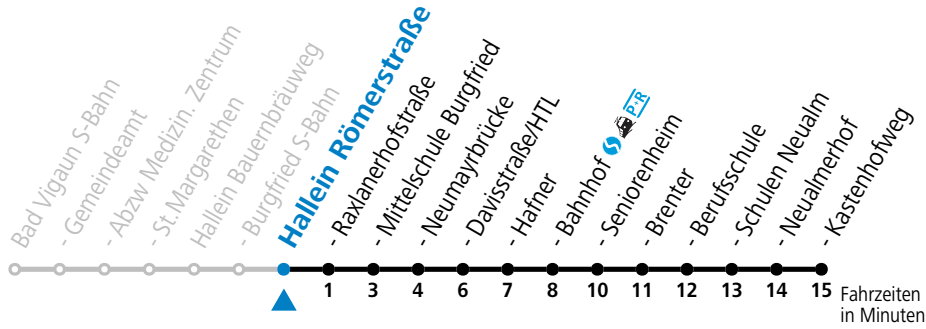 Bad Vigaun S-Bahn
- Gemeindeamt
- Abzw Medizin. Zentrum
- St.Margarethen
Hallein Bauernbräuweg
- Burgfried S-Bahn
Hallein Römerstraße
- Raxlanerhofstraße
- Mittelschule Burgfried
- Neumayrbrücke
- Davisstraße/HTL
- Hafner
- Bahnhof S P+R
- Seniorenheim
- Brenter
- Berufsschule
- Schulen Neualm
- Neualmerhof
- Kastenhofweg
1 3 4 6 7 8 10 11 12 13 14 15 Fahrzeiten
in Minuten